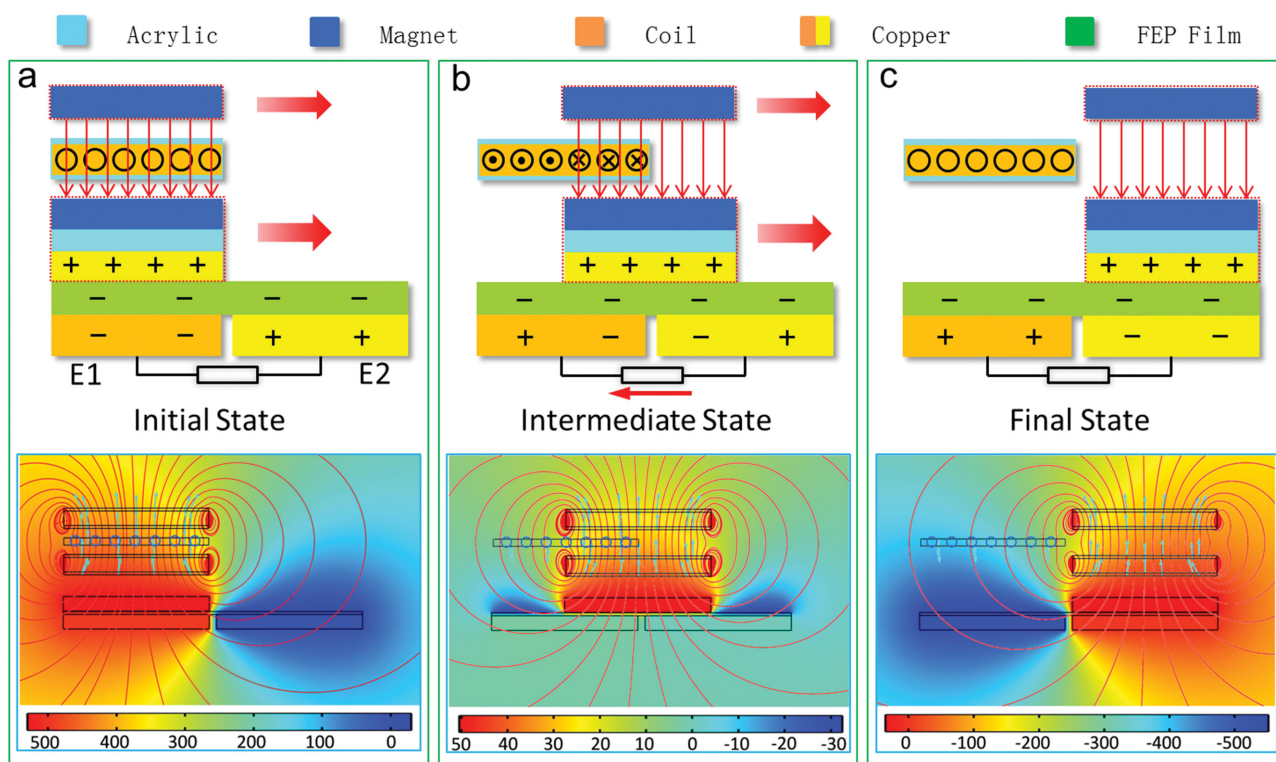 Acrylic Magnet Coil Copper FEP Film
a b c
+ + + + + + + + + + + +
− − − − − − − − − − − −
− − + + + − − + + + − −
E1 E2
Initial State Intermediate State Final State
500 400 300 200 100 0 50 40 30 20 10 0 -10 -20 -30 0 -100 -200 -300 -400 -500